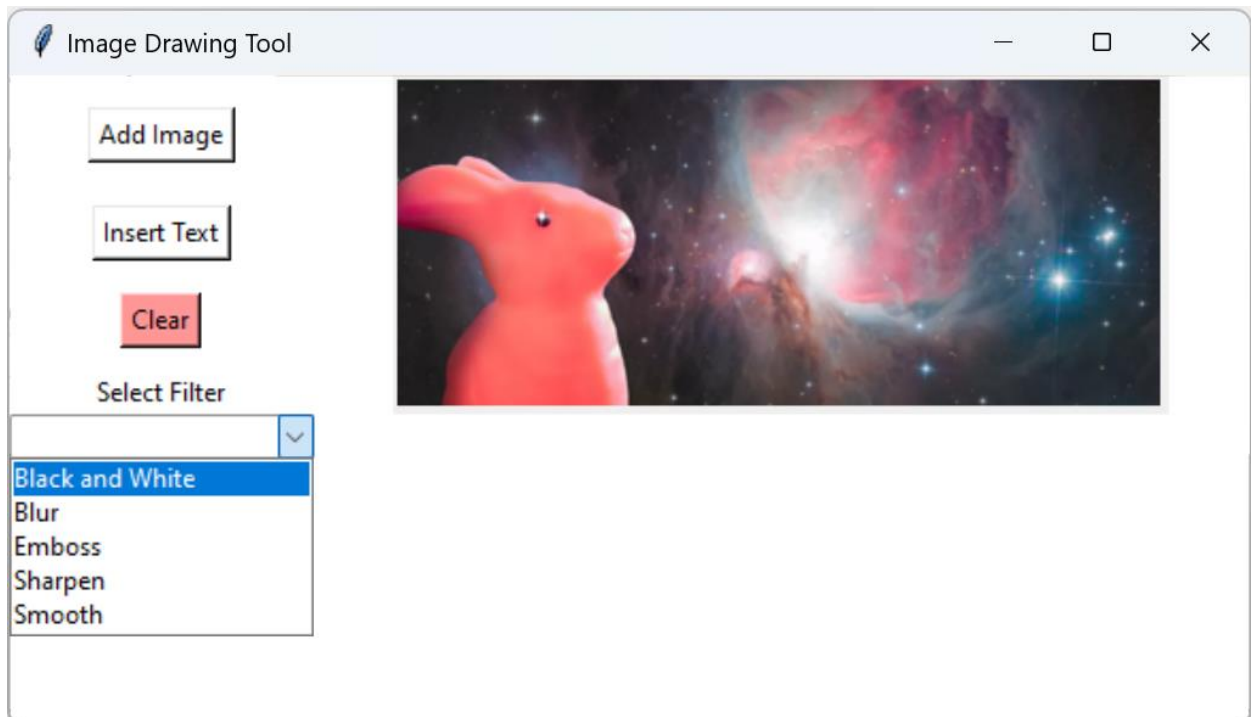 Image Drawing Tool
Add Image
Insert Text
Clear
Select Filter
Black and White
Blur
Emboss
Sharpen
Smooth